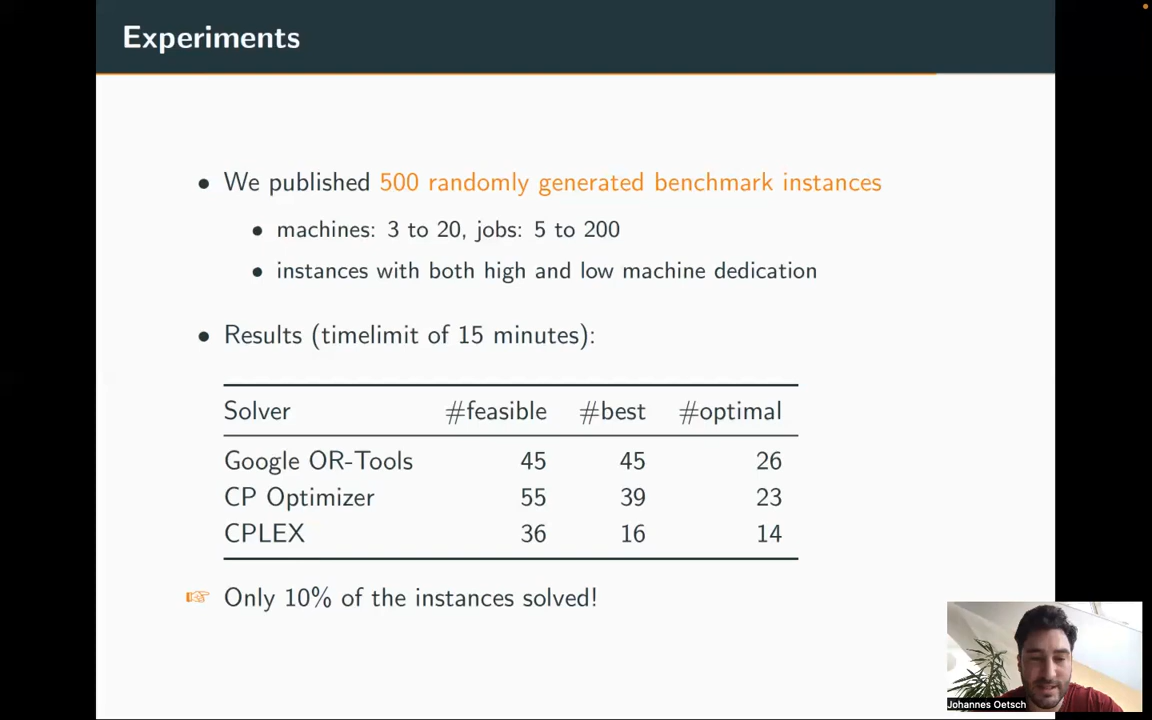 Experiments
• We published 500 randomly generated benchmark instances
• machines: 3 to 20, jobs: 5 to 200
• instances with both high and low machine dedication
• Results (timelimit of 15 minutes):
Solver #feasible #best #optimal
Google OR-Tools 45 45 26
CP Optimizer 55 39 23
CPLEX 36 16 14
☞ Only 10% of the instances solved!
Johannes Oetsch